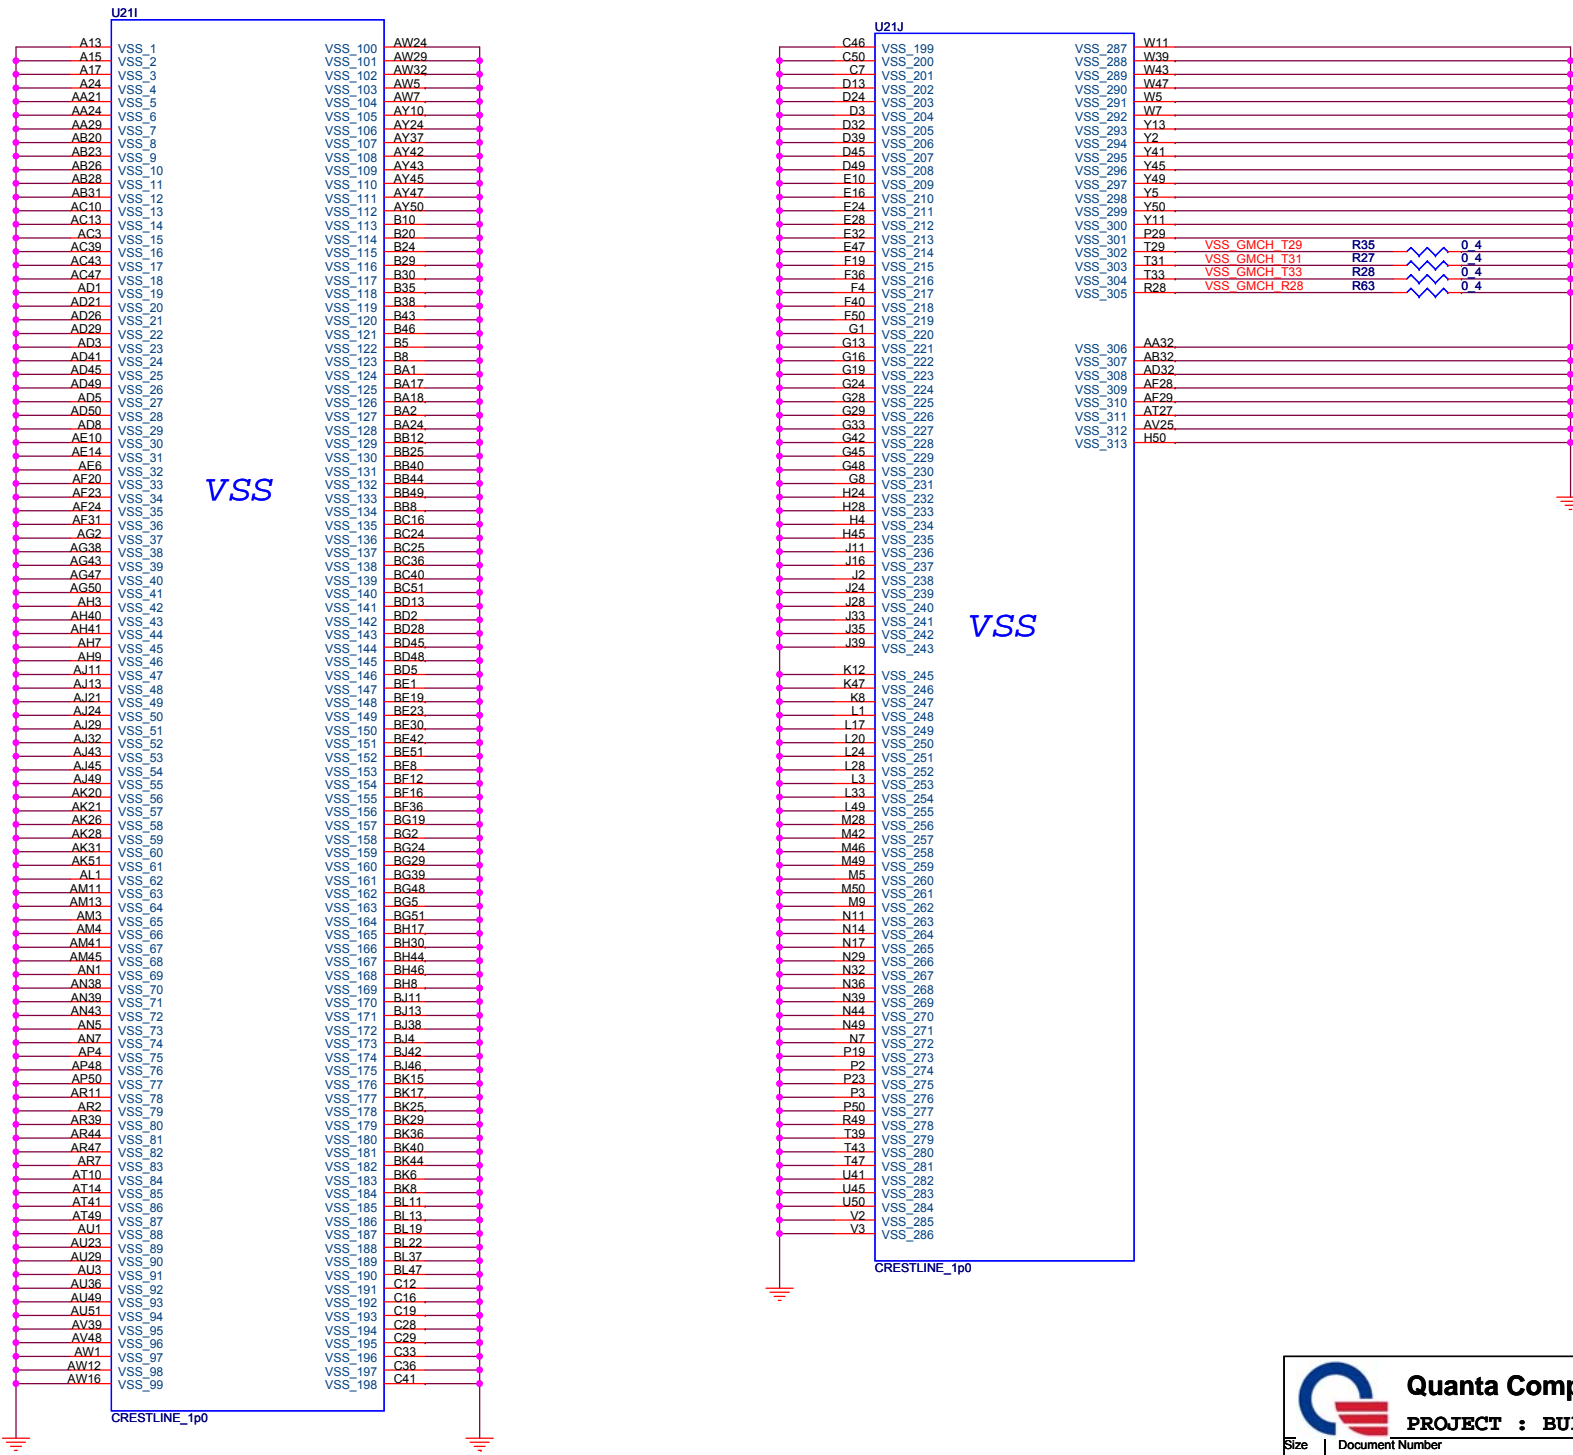 U21I
A13 VSS_1 VSS_100 AW24
A15 VSS_2 VSS_101 AW29
A17 VSS_3 VSS_102 AW32
A24 VSS_4 VSS_103 AW5
AA21 VSS_5 VSS_104 AW7
AA24 VSS_6 VSS_105 AY10
AA29 VSS_7 VSS_106 AY24
AB20 VSS_8 VSS_107 AY37
AB23 VSS_9 VSS_108 AY42
AB26 VSS_10 VSS_109 AY43
AB28 VSS_11 VSS_110 AY45
AB31 VSS_12 VSS_111 AY47
AC10 VSS_13 VSS_112 AY50
AC13 VSS_14 VSS_113 B10
AC3 VSS_15 VSS_114 B20
AC39 VSS_16 VSS_115 B24
AC43 VSS_17 VSS_116 B29
AC47 VSS_18 VSS_117 B30
AD1 VSS_19 VSS_118 B35
AD21 VSS_20 VSS_119 B38
AD26 VSS_21 VSS_120 B43
AD29 VSS_22 VSS_121 B46
AD3 VSS_23 VSS_122 B5
AD41 VSS_24 VSS_123 B8
AD45 VSS_25 VSS_124 BA1
AD49 VSS_26 VSS_125 BA17
AD5 VSS_27 VSS_126 BA18
AD50 VSS_28 VSS_127 BA2
AD8 VSS_29 VSS_128 BA24
AE10 VSS_30 VSS_129 BB12
AE14 VSS_31 VSS_130 BB25
AE6 VSS_32 VSS_131 BB40
AF20 VSS_33 VSS_132 BB44
AF23 VSS_34 VSS_133 BB49
AF24 VSS_35 VSS_134 BB8
AF31 VSS_36 VSS_135 BC16
AG2 VSS_37 VSS_136 BC24
AG38 VSS_38 VSS_137 BC25
AG43 VSS_39 VSS_138 BC36
AG47 VSS_40 VSS_139 BC40
AG50 VSS_41 VSS_140 BC51
AH3 VSS_42 VSS_141 BD13
AH40 VSS_43 VSS_142 BD2
AH41 VSS_44 VSS_143 BD28
AH7 VSS_45 VSS_144 BD45
AH9 VSS_46 VSS_145 BD48
AJ11 VSS_47 VSS_146 BD5
AJ13 VSS_48 VSS_147 BE1
AJ21 VSS_49 VSS_148 BE19
AJ24 VSS_50 VSS_149 BE23
AJ29 VSS_51 VSS_150 BE30
AJ32 VSS_52 VSS_151 BE42
AJ43 VSS_53 VSS_152 BE51
AJ45 VSS_54 VSS_153 BE8
AJ49 VSS_55 VSS_154 BF12
AK20 VSS_56 VSS_155 BF16
AK21 VSS_57 VSS_156 BF36
AK26 VSS_58 VSS_157 BG19
AK28 VSS_59 VSS_158 BG2
AK31 VSS_60 VSS_159 BG24
AK51 VSS_61 VSS_160 BG29
AL1 VSS_62 VSS_161 BG39
AM11 VSS_63 VSS_162 BG48
AM13 VSS_64 VSS_163 BG5
AM3 VSS_65 VSS_164 BG51
AM4 VSS_66 VSS_165 BH17
AM41 VSS_67 VSS_166 BH30
AM45 VSS_68 VSS_167 BH44
AN1 VSS_69 VSS_168 BH46
AN38 VSS_70 VSS_169 BH8
AN39 VSS_71 VSS_170 BJ11
AN43 VSS_72 VSS_171 BJ13
AN5 VSS_73 VSS_172 BJ38
AN7 VSS_74 VSS_173 BJ4
AP4 VSS_75 VSS_174 BJ42
AP48 VSS_76 VSS_175 BJ46
AP50 VSS_77 VSS_176 BK15
AR11 VSS_78 VSS_177 BK17
AR2 VSS_79 VSS_178 BK25
AR39 VSS_80 VSS_179 BK29
AR44 VSS_81 VSS_180 BK36
AR47 VSS_82 VSS_181 BK40
AR7 VSS_83 VSS_182 BK44
AT10 VSS_84 VSS_183 BK6
AT14 VSS_85 VSS_184 BK8
AT41 VSS_86 VSS_185 BL11
AT49 VSS_87 VSS_186 BL13
AU1 VSS_88 VSS_187 BL19
AU23 VSS_89 VSS_188 BL22
AU29 VSS_90 VSS_189 BL37
AU3 VSS_91 VSS_190 BL47
AU36 VSS_92 VSS_191 C12
AU49 VSS_93 VSS_192 C16
AU51 VSS_94 VSS_193 C19
AV39 VSS_95 VSS_194 C28
AV48 VSS_96 VSS_195 C29
AW1 VSS_97 VSS_196 C33
AW12 VSS_98 VSS_197 C36
AW16 VSS_99 VSS_198 C41
VSS
CRESTLINE_1p0
U21J
C46 VSS_199 VSS_287 W11
C50 VSS_200 VSS_288 W39
C7 VSS_201 VSS_289 W43
D13 VSS_202 VSS_290 W47
D24 VSS_203 VSS_291 W5
D3 VSS_204 VSS_292 W7
D32 VSS_205 VSS_293 Y13
D39 VSS_206 VSS_294 Y2
D45 VSS_207 VSS_295 Y41
D49 VSS_208 VSS_296 Y45
E10 VSS_209 VSS_297 Y49
E16 VSS_210 VSS_298 Y5
E24 VSS_211 VSS_299 Y50
E28 VSS_212 VSS_300 Y11
E32 VSS_213 VSS_301 P29
E47 VSS_214 VSS_302 T29 VSS_GMCH_T29 R35 0_4
F19 VSS_215 VSS_303 T31 VSS_GMCH_T31 R27 0_4
F36 VSS_216 VSS_304 T33 VSS_GMCH_T33 R28 0_4
F4 VSS_217 VSS_305 R28 VSS_GMCH_R28 R63 0_4
F40 VSS_218
F50 VSS_219
G1 VSS_220
G13 VSS_221 VSS_306 AA32
G16 VSS_222 VSS_307 AB32
G19 VSS_223 VSS_308 AD32
G24 VSS_224 VSS_309 AF28
G28 VSS_225 VSS_310 AF29
G29 VSS_226 VSS_311 AT27
G33 VSS_227 VSS_312 AV25
G42 VSS_228 VSS_313 H50
G45 VSS_229
G48 VSS_230
G8 VSS_231
H24 VSS_232
H28 VSS_233
H4 VSS_234
H45 VSS_235
J11 VSS_236
J16 VSS_237
J2 VSS_238
J24 VSS_239
J28 VSS_240
J33 VSS_241
J35 VSS_242
J39 VSS_243
K12 VSS_245
K47 VSS_246
K8 VSS_247
L1 VSS_248
L17 VSS_249
L20 VSS_250
L24 VSS_251
L28 VSS_252
L3 VSS_253
L33 VSS_254
L49 VSS_255
M28 VSS_256
M42 VSS_257
M46 VSS_258
M49 VSS_259
M5 VSS_260
M50 VSS_261
M9 VSS_262
N11 VSS_263
N14 VSS_264
N17 VSS_265
N29 VSS_266
N32 VSS_267
N36 VSS_268
N39 VSS_269
N44 VSS_270
N49 VSS_271
N7 VSS_272
P19 VSS_273
P2 VSS_274
P23 VSS_275
P3 VSS_276
P50 VSS_277
R49 VSS_278
T39 VSS_279
T43 VSS_280
T47 VSS_281
U41 VSS_282
U45 VSS_283
U50 VSS_284
V2 VSS_285
V3 VSS_286
VSS
CRESTLINE_1p0
Quanta Comp
PROJECT : BU
Size Document Number